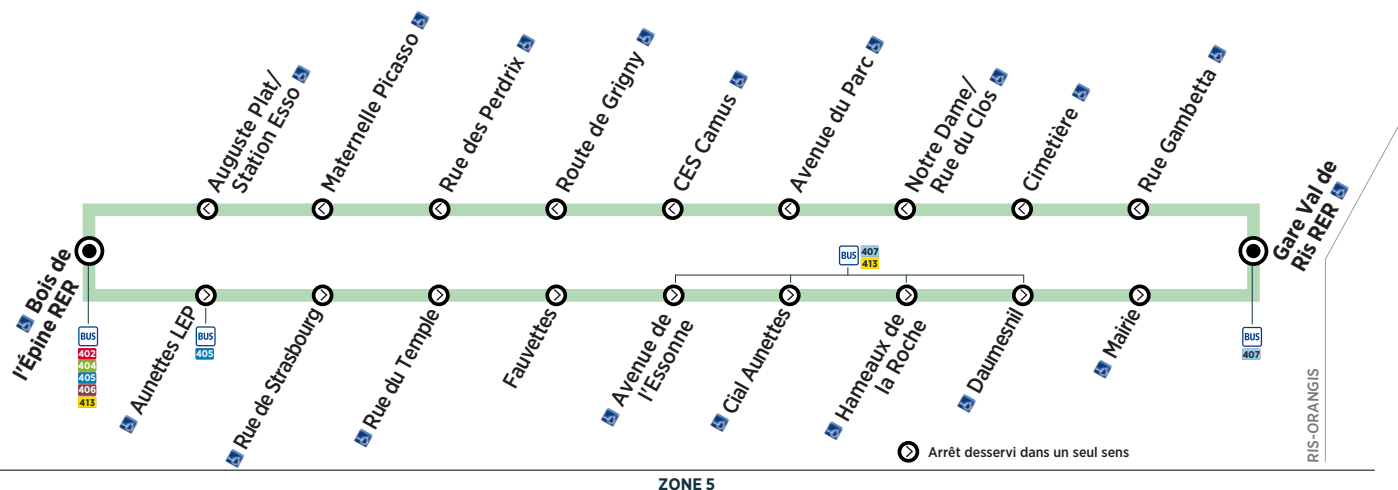 Auguste Plat/
Station Esso
Maternelle Picasso
Rue des Perdrix
Route de Grigny
CES Camus
Avenue du Parc
Notre Dame/
Rue du Clos
Cimetière
Rue Gambetta
Gare Val de
Ris RER
Bois de
l'Épine RER
BUS
402
404
405
406
413
Aunettes LEP
BUS
405
Rue de Strasbourg
Rue du Temple
Fauvettes
BUS
407
413
Avenue de
l'Essonne
Cial Aunettes
Hameaux de
la Roche
Daumesnil
Mairie
BUS
407
RIS-ORANGIS
Arrêt desservi dans un seul sens
ZONE 5